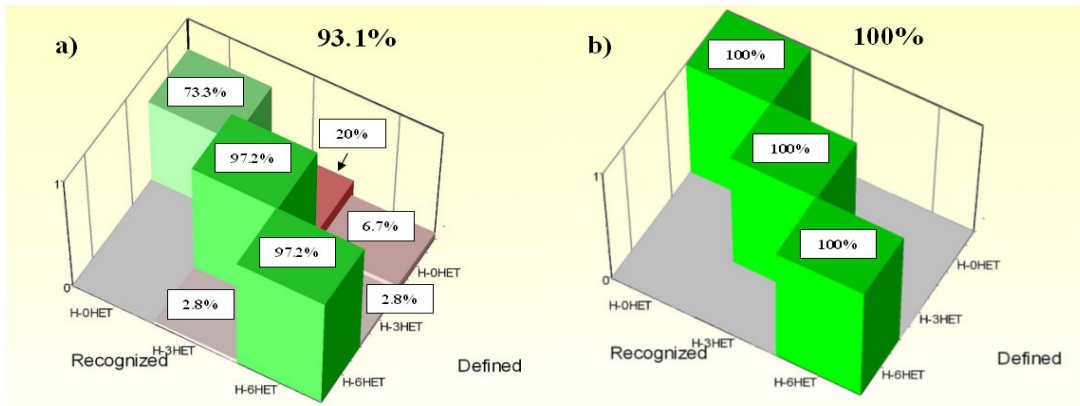 a)
93.1%
73.3%
20%
97.2%
6.7%
97.2%
2.8%
2.8%
1
0
H-0HET
H-3HET
H-6HET
Recognized
H-0HET
H-3HET
H-6HET
Defined
b)
100%
100%
100%
100%
1
0
H-0HET
H-3HET
H-6HET
Recognized
H-0HET
H-3HET
H-6HET
Defined